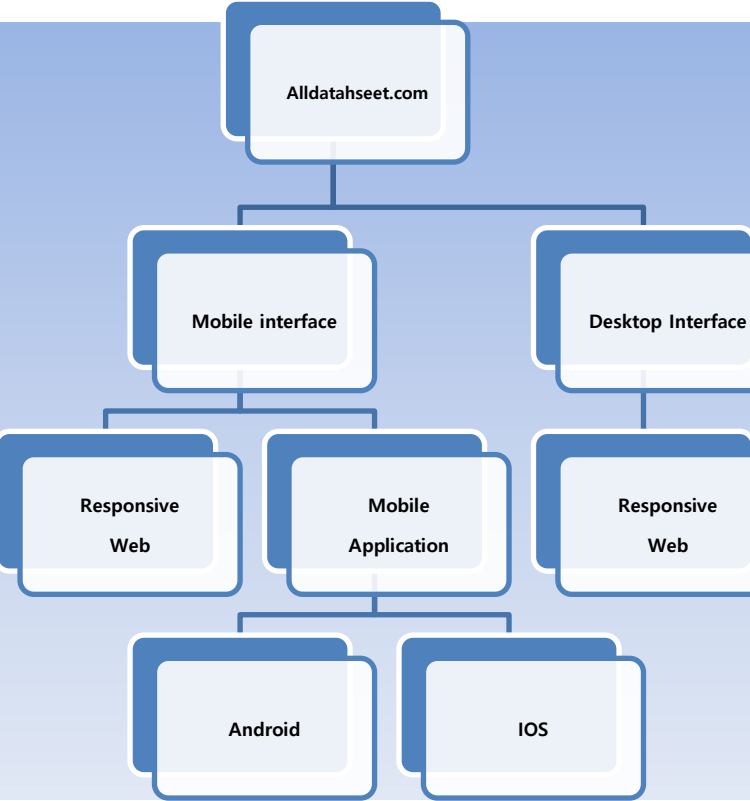 Alldatahseet.com
Mobile interface
Desktop Interface
Responsive
Web
Mobile
Application
Responsive
Web
Android
IOS